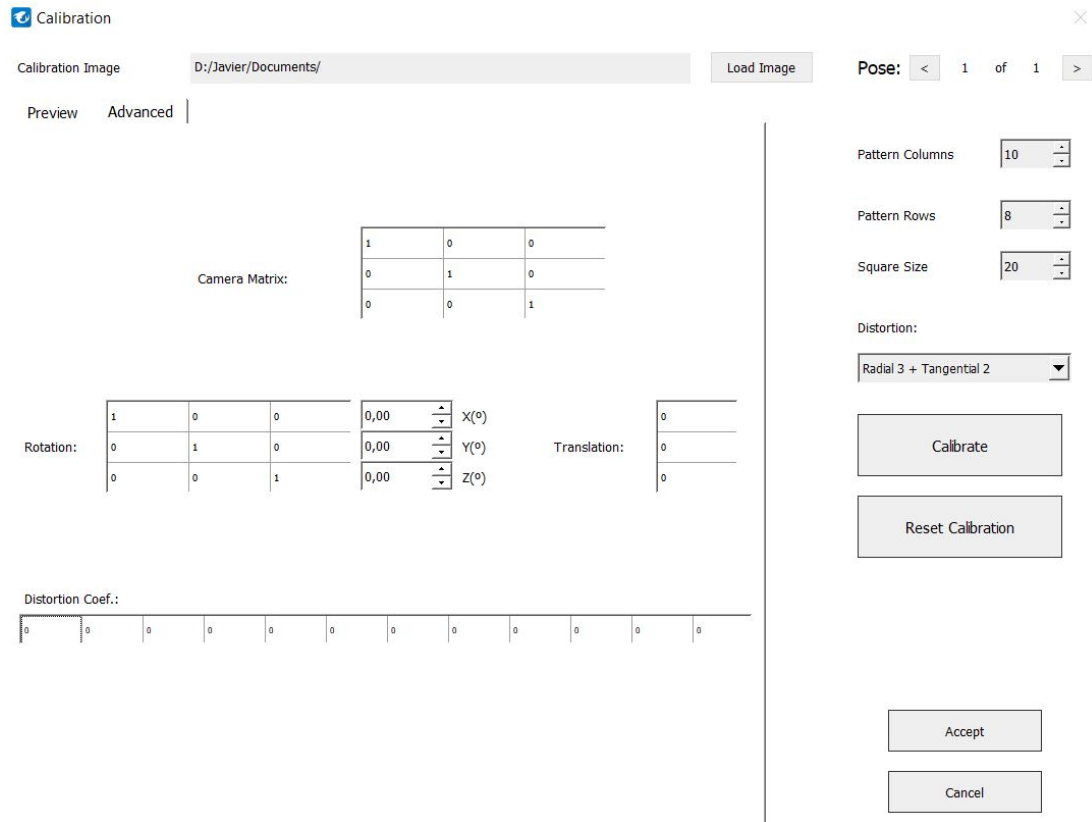 Calibration
Calibration Image D:/Javier/Documents/ Load Image Pose: < 1 of 1 >
Preview Advanced
Pattern Columns 10
Pattern Rows 8
Square Size 20
Distortion:
Radial 3 + Tangential 2
Calibrate
Reset Calibration
Camera Matrix:
1 0 0
0 1 0
0 0 1
Rotation:
1 0 0
0 1 0
0 0 1
0,00 X(º)
0,00 Y(º)
0,00 Z(º)
Translation:
0
0
0
Distortion Coef.:
0 0 0 0 0 0 0 0 0 0 0 0
Accept
Cancel